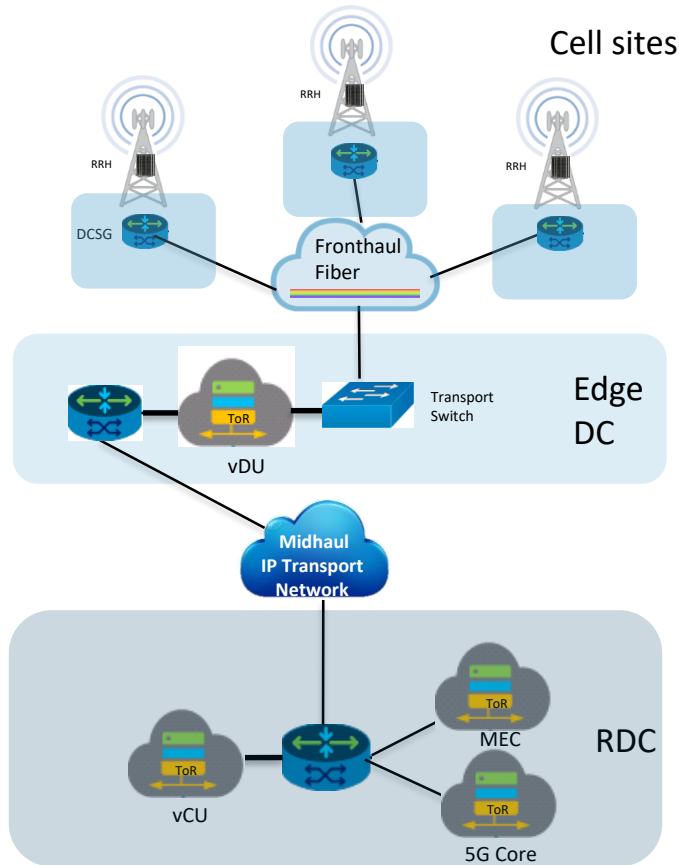 Cell sites
RRH
RRH
RRH
DCSG
Fronthaul
Fiber
Edge
DC
Transport
Switch
ToR
vDU
Midhaul
IP Transport
Network
RDC
ToR
MEC
ToR
vCU
ToR
5G Core